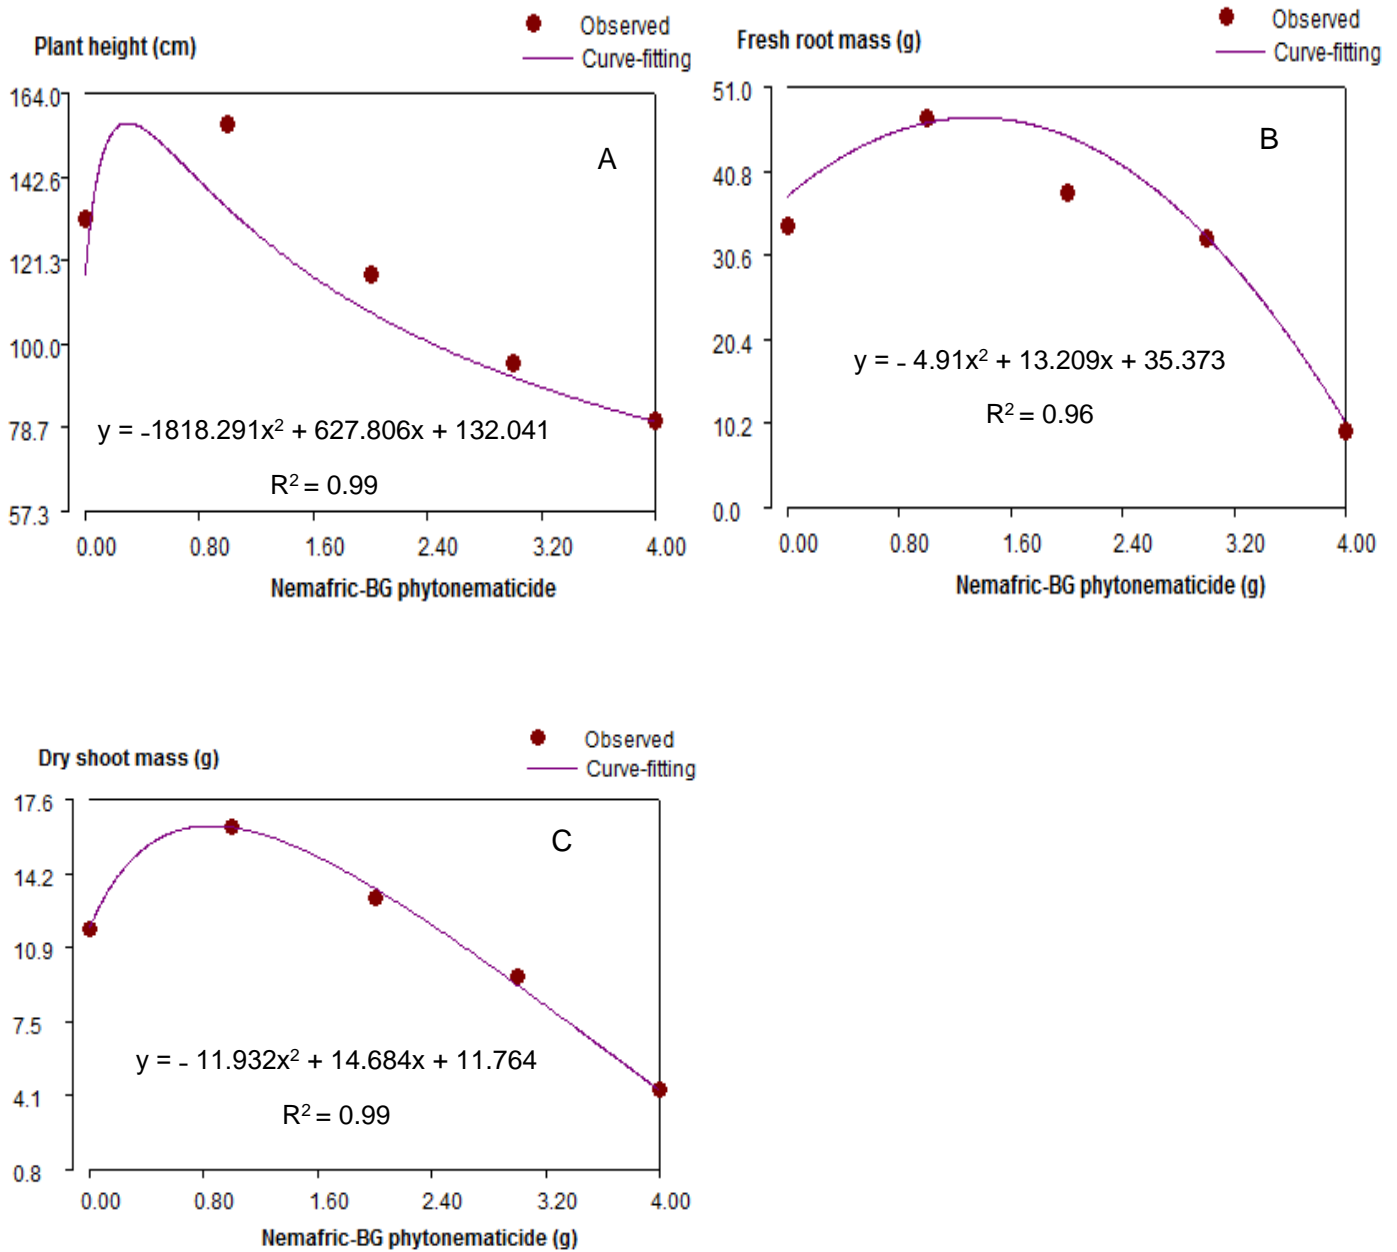 Plant height (cm)
Observed
Curve-fitting
164.0
142.6
121.3
100.0
78.7
57.3
A
y = -1818.291x² + 627.806x + 132.041
R² = 0.99
0.00 0.80 1.60 2.40 3.20 4.00
Nemafric-BG phytonematicide
Fresh root mass (g)
Observed
Curve-fitting
51.0
40.8
30.6
20.4
10.2
0.0
B
y = - 4.91x² + 13.209x + 35.373
R² = 0.96
0.00 0.80 1.60 2.40 3.20 4.00
Nemafric-BG phytonematicide (g)
Dry shoot mass (g)
Observed
Curve-fitting
17.6
14.2
10.9
7.5
4.1
0.8
C
y = - 11.932x² + 14.684x + 11.764
R² = 0.99
0.00 0.80 1.60 2.40 3.20 4.00
Nemafric-BG phytonematicide (g)